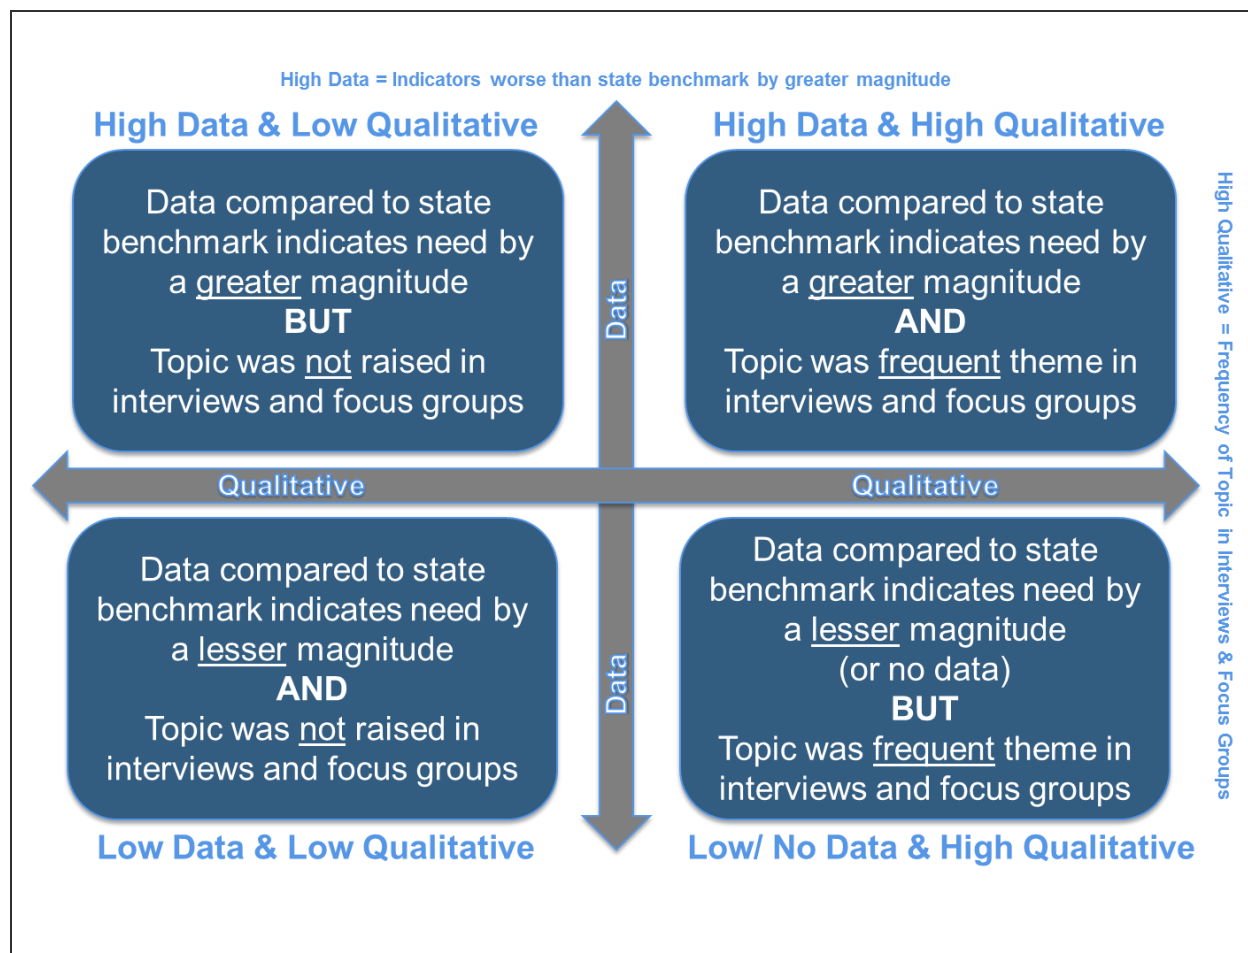 High Data = Indicators worse than state benchmark by greater magnitude
High Data & Low Qualitative
Data compared to state
benchmark indicates need by
a greater magnitude
BUT
Topic was not raised in
interviews and focus groups
High Data & High Qualitative
Data compared to state
benchmark indicates need by
a greater magnitude
AND
Topic was frequent theme in
interviews and focus groups
Data
High Qualitative = Frequency of Topic in Interviews & Focus Groups
Qualitative
Qualitative
Data compared to state
benchmark indicates need by
a lesser magnitude
AND
Topic was not raised in
interviews and focus groups
Low Data & Low Qualitative
Data
Data compared to state
benchmark indicates need by
a lesser magnitude
(or no data)
BUT
Topic was frequent theme in
interviews and focus groups
Low/ No Data & High Qualitative